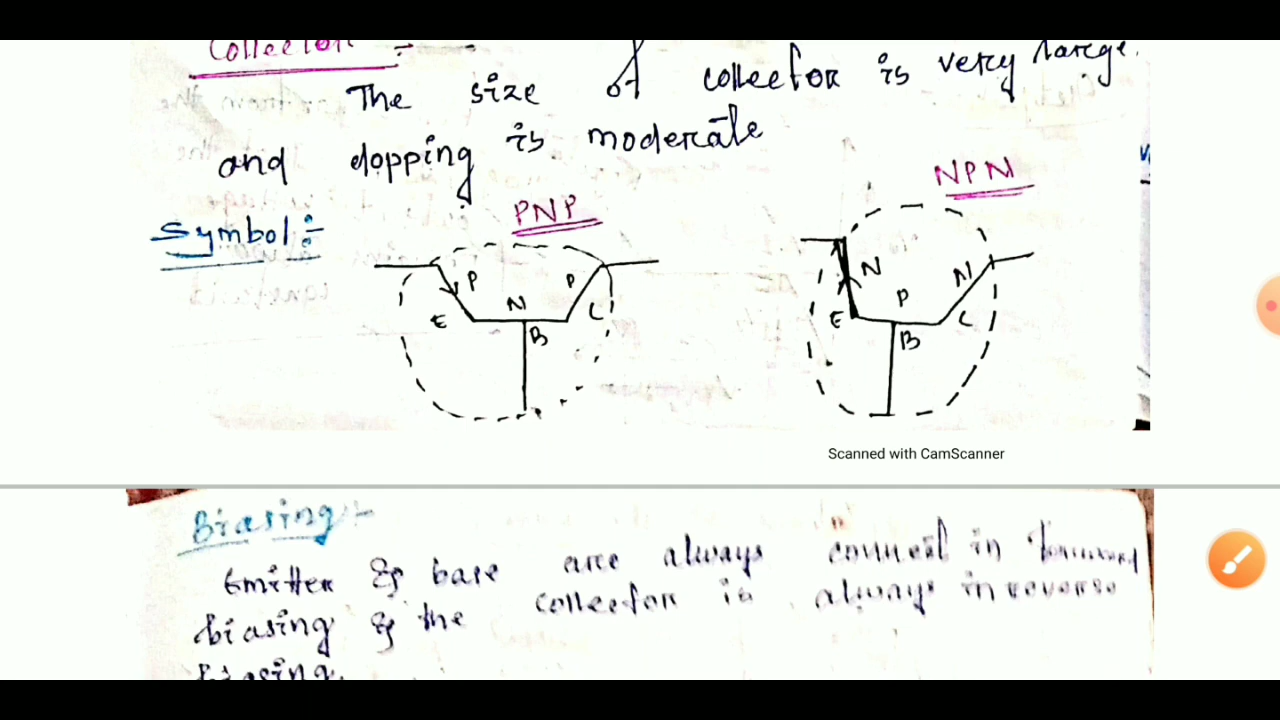 Collector :-
The size of collector is very large.
and dopping is moderate
Symbol :-
PNP
NPN
P
N
P
E
B
C
N
P
N
E
B
C
Scanned with CamScanner
Biasing :-
Emitter & base are always connect in forward
biasing & the collector is always in reverse
biasing.